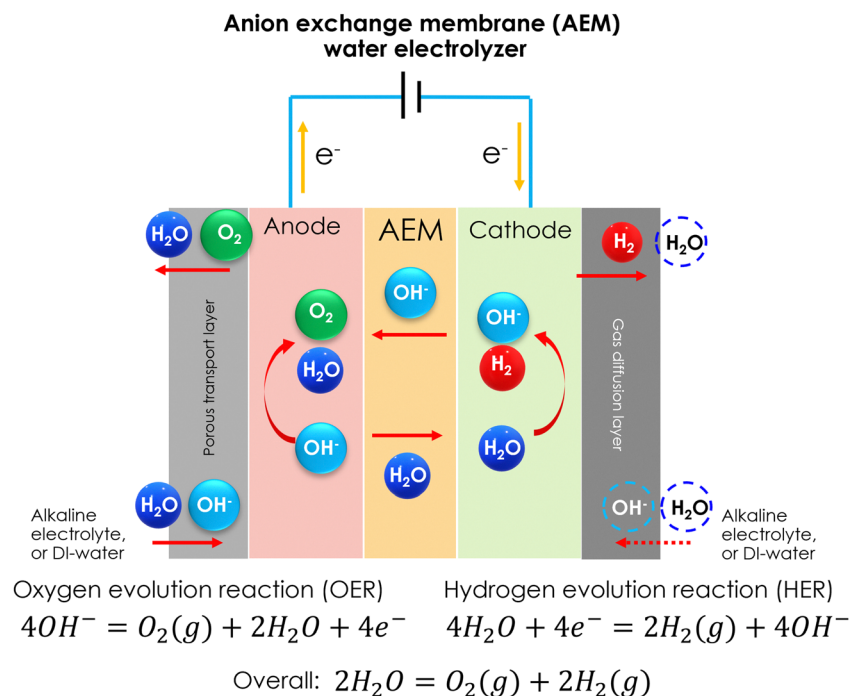 Anion exchange membrane (AEM)
water electrolyzer
e⁻
e⁻
H₂O
O₂
Anode
AEM
Cathode
H₂
H₂O
OH⁻
O₂
OH⁻
H₂O
H₂
Porous transport layer
Gas diffusion layer
OH⁻
H₂O
H₂O
H₂O
OH⁻
OH⁻
H₂O
Alkaline
electrolyte,
or DI-water
Alkaline
electrolyte,
or DI-water
Oxygen evolution reaction (OER)
4OH⁻ = O₂(g) + 2H₂O + 4e⁻
Hydrogen evolution reaction (HER)
4H₂O + 4e⁻ = 2H₂(g) + 4OH⁻
Overall: 2H₂O = O₂(g) + 2H₂(g)